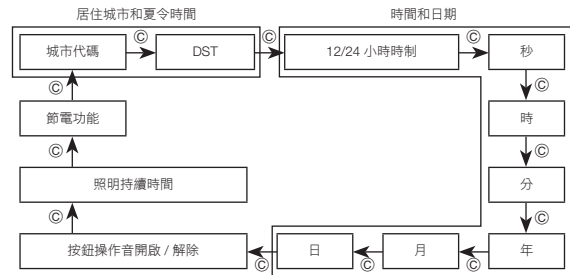 居住城市和夏令時間
時間和日期
城市代碼
Ⓒ
DST
Ⓒ
12/24 小時時制
Ⓒ
秒
Ⓒ
Ⓒ
節電功能
時
Ⓒ
Ⓒ
照明持續時間
分
Ⓒ
Ⓒ
按鈕操作音開啟 / 解除
Ⓒ
日
Ⓒ
月
Ⓒ
年